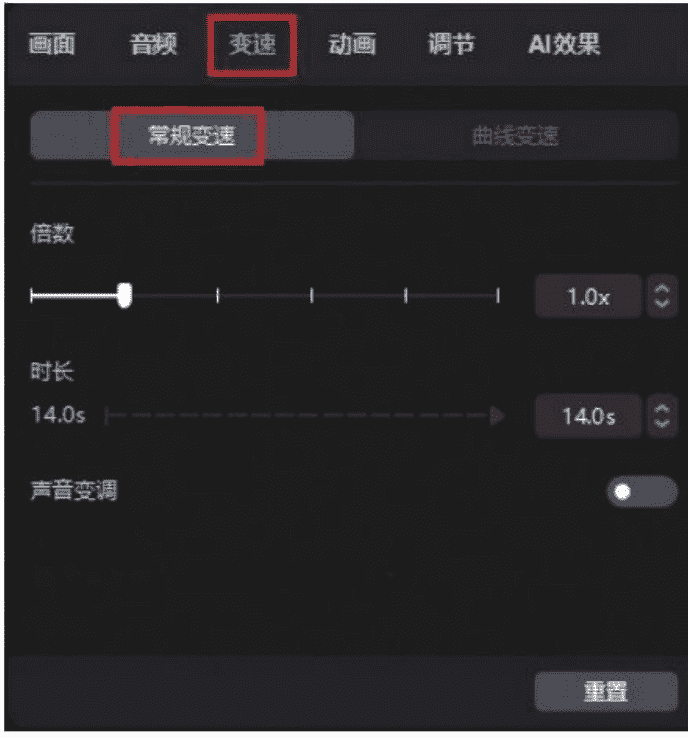 画面 音频 变速 动画 调节 AI效果
常规变速 曲线变速
倍数
1.0x
时长
14.0s 14.0s
声音变调
重置